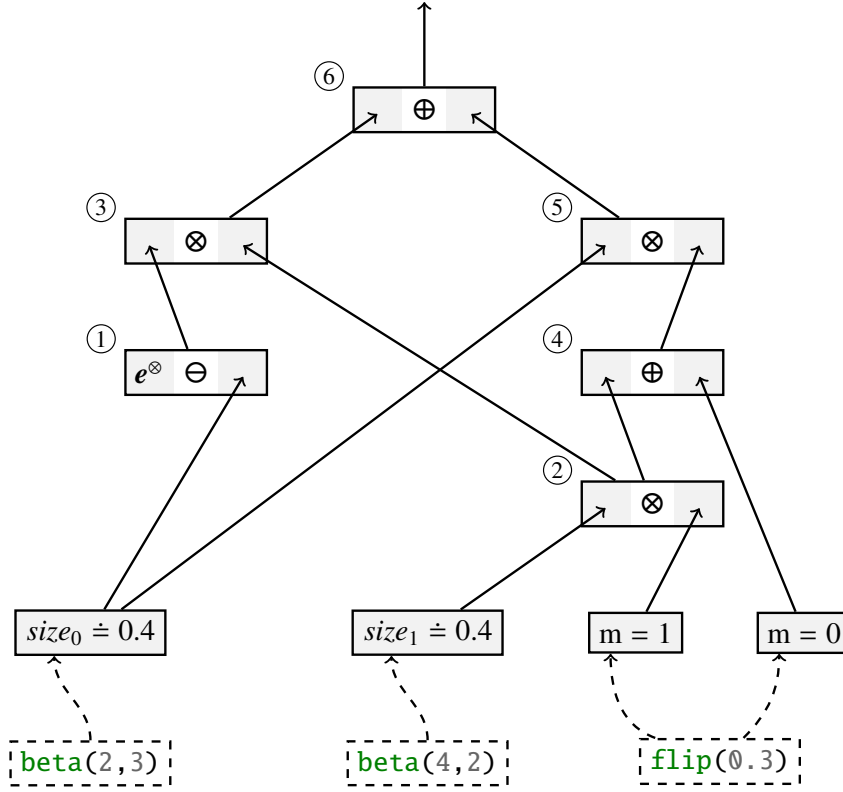 ⑥ ⊕
③ ⊗ ⑤ ⊗
① e^⊗ ⊖ ④ ⊕
② ⊗
size₀ ≐ 0.4 size₁ ≐ 0.4 m = 1 m = 0
beta(2,3) beta(4,2) flip(0.3)